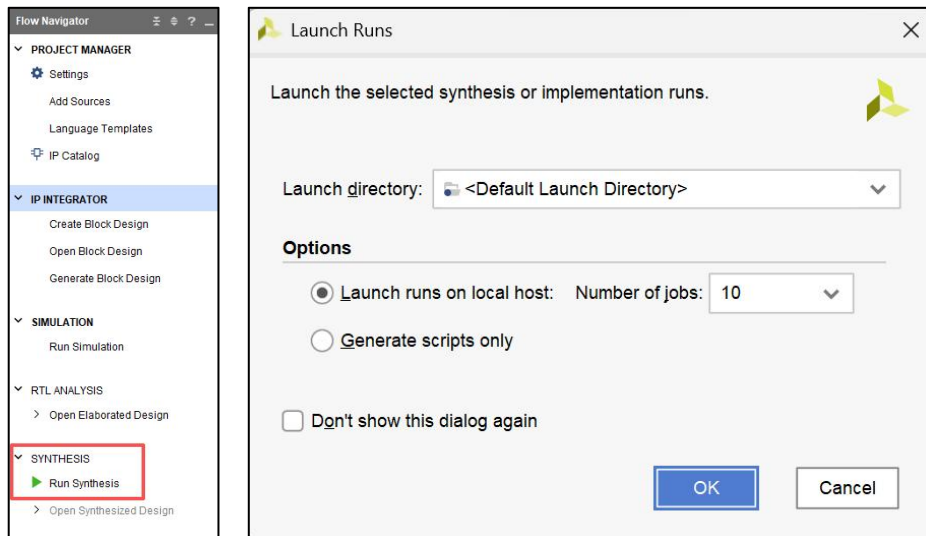 Flow Navigator
PROJECT MANAGER
Settings
Add Sources
Language Templates
IP Catalog
IP INTEGRATOR
Create Block Design
Open Block Design
Generate Block Design
SIMULATION
Run Simulation
RTL ANALYSIS
Open Elaborated Design
SYNTHESIS
Run Synthesis
Open Synthesized Design
Launch Runs
Launch the selected synthesis or implementation runs.
Launch directory: <Default Launch Directory>
Options
Launch runs on local host: Number of jobs: 10
Generate scripts only
Don't show this dialog again
OK Cancel